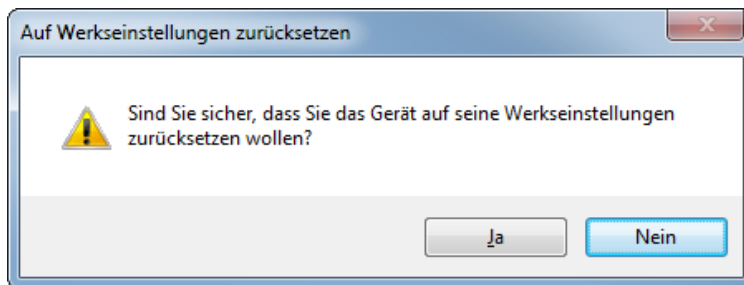 Auf Werkseinstellungen zurücksetzen
Sind Sie sicher, dass Sie das Gerät auf seine Werkseinstellungen
zurücksetzen wollen?
Ja
Nein